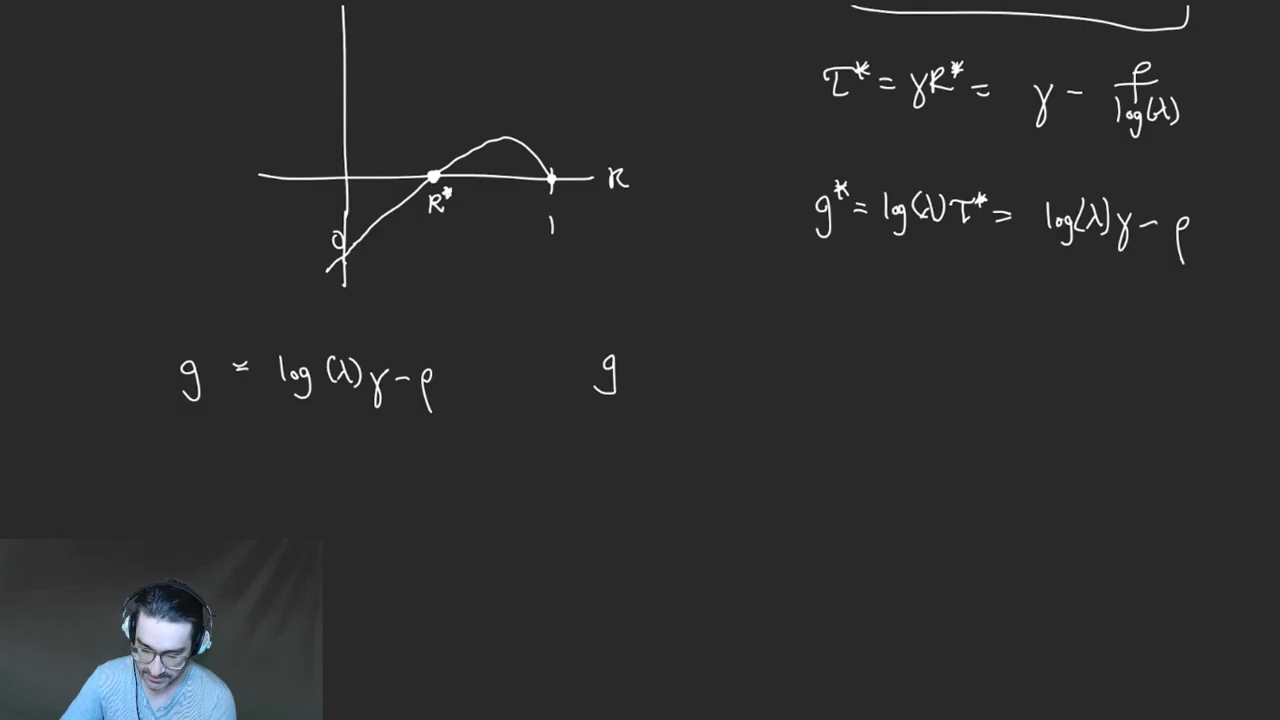 τ* = γR* = γ - ρ/log(λ)
g* = log(λ)τ* = log(λ)γ - ρ
R
R*
0
1
g = log(λ)γ - ρ g